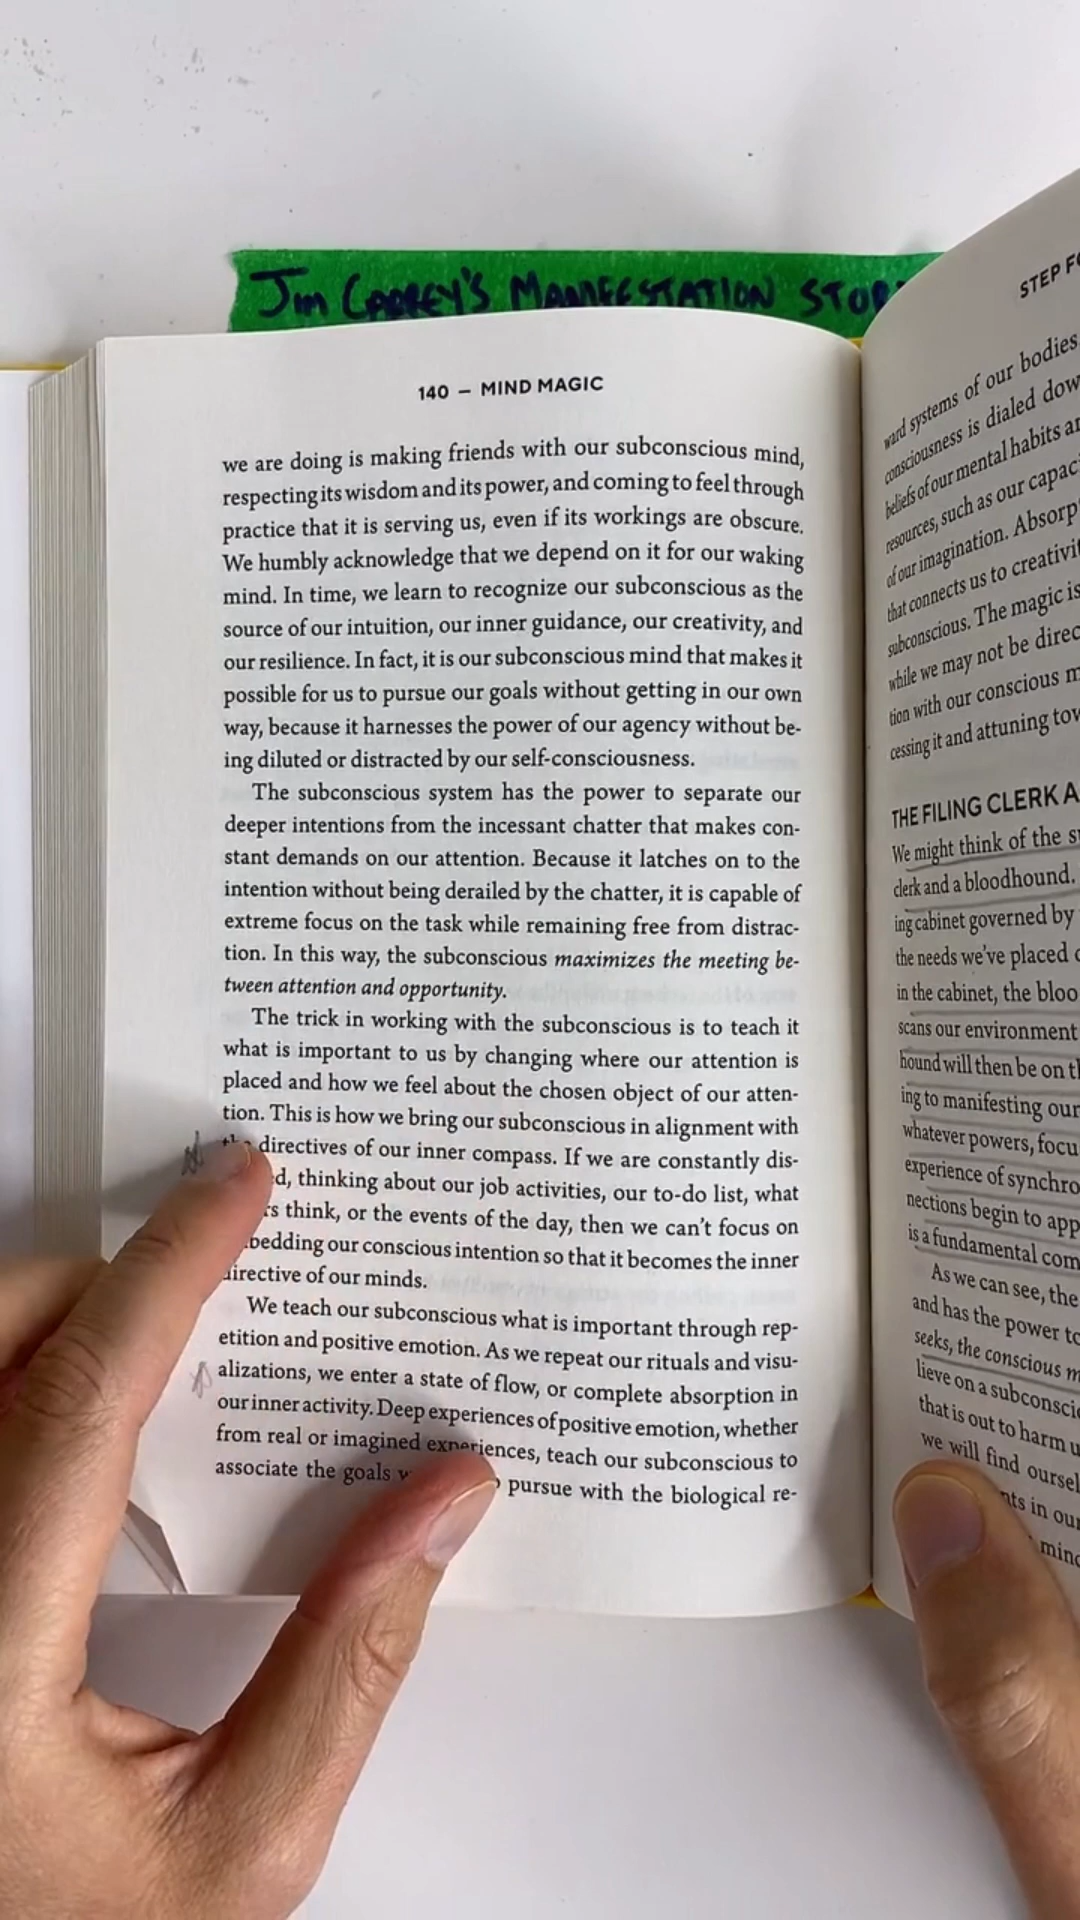 Jim CARREY'S MANIFESTATION STOR
140 – MIND MAGIC
we are doing is making friends with our subconscious mind,
respecting its wisdom and its power, and coming to feel through
practice that it is serving us, even if its workings are obscure.
We humbly acknowledge that we depend on it for our waking
mind. In time, we learn to recognize our subconscious as the
source of our intuition, our inner guidance, our creativity, and
our resilience. In fact, it is our subconscious mind that makes it
possible for us to pursue our goals without getting in our own
way, because it harnesses the power of our agency without be-
ing diluted or distracted by our self-consciousness.
The subconscious system has the power to separate our
deeper intentions from the incessant chatter that makes con-
stant demands on our attention. Because it latches on to the
intention without being derailed by the chatter, it is capable of
extreme focus on the task while remaining free from distrac-
tion. In this way, the subconscious maximizes the meeting be-
tween attention and opportunity.
The trick in working with the subconscious is to teach it
what is important to us by changing where our attention is
placed and how we feel about the chosen object of our atten-
tion. This is how we bring our subconscious in alignment with
the directives of our inner compass. If we are constantly dis-
d, thinking about our job activities, our to-do list, what
rs think, or the events of the day, then we can't focus on
bedding our conscious intention so that it becomes the inner
directive of our minds.
We teach our subconscious what is important through rep-
etition and positive emotion. As we repeat our rituals and visu-
alizations, we enter a state of flow, or complete absorption in
our inner activity. Deep experiences of positive emotion, whether
from real or imagined experiences, teach our subconscious to
associate the goals pursue with the biological re-
STEP FO
ward systems of our bodies
consciousness is dialed dow
beliefs of our mental habits ar
resources, such as our capac
of our imagination. Absorp
that connects us to creativi
subconscious. The magic is
while we may not be direc
tion with our conscious m
cessing it and attuning tow
THE FILING CLERK A
We might think of the s
clerk and a bloodhound.
ing cabinet governed by
the needs we've placed
in the cabinet, the bloo
scans our environment
hound will then be on t
ing to manifesting our
whatever powers, focu
experience of synchro
nections begin to app
is a fundamental com
As we can see, the
and has the power to
seeks, the conscious m
lieve on a subconscio
that is out to harm u
we will find oursel
nts in our
mind